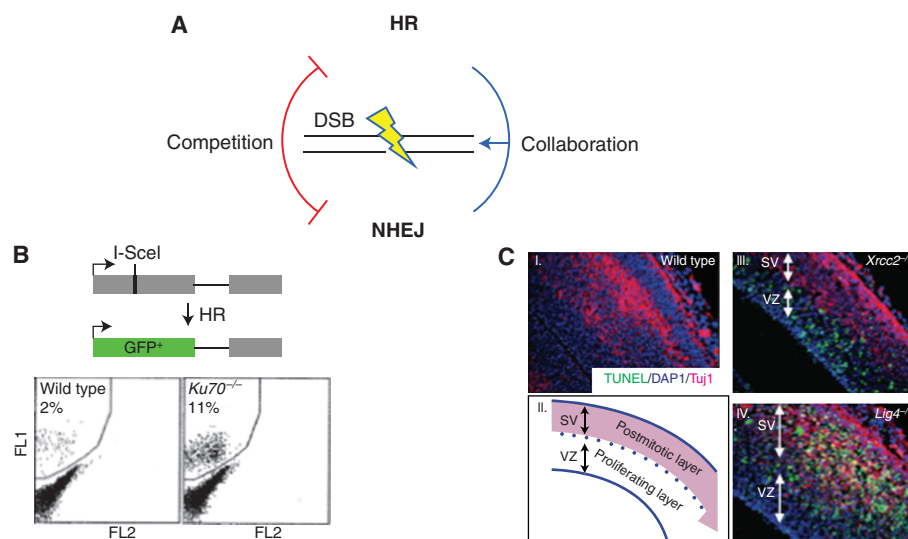 A
HR
DSB
Competition
Collaboration
NHEJ
B
I-SceI
HR
GFP+
Wild type
2%
Ku70–/–
11%
FL1
FL2
FL2
C
I.
Wild type
TUNEL/DAP1/Tuj1
II.
SV
VZ
Postmitotic layer
Proliferating layer
III.
Xrcc2–/
SV
VZ
IV.
Lig4–/
SV
VZ